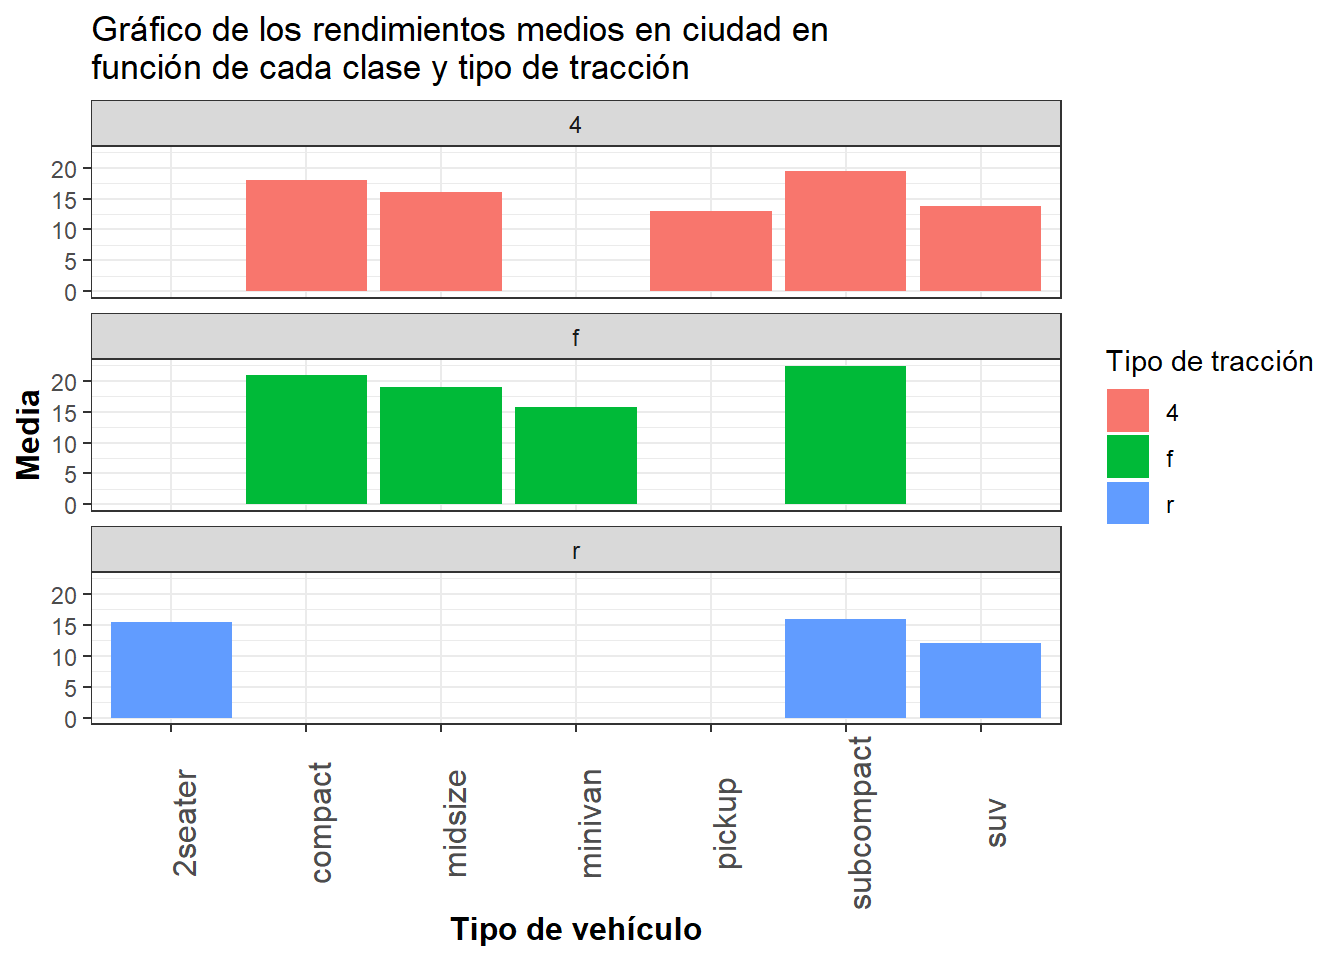 Gráfico de los rendimientos medios en ciudad en
función de cada clase y tipo de tracción
4
20
15
10
5
0
f
20
15
10
5
0
r
20
15
10
5
0
Media
2seater
compact
midsize
minivan
pickup
subcompact
suv
Tipo de vehículo
Tipo de tracción
4
f
r